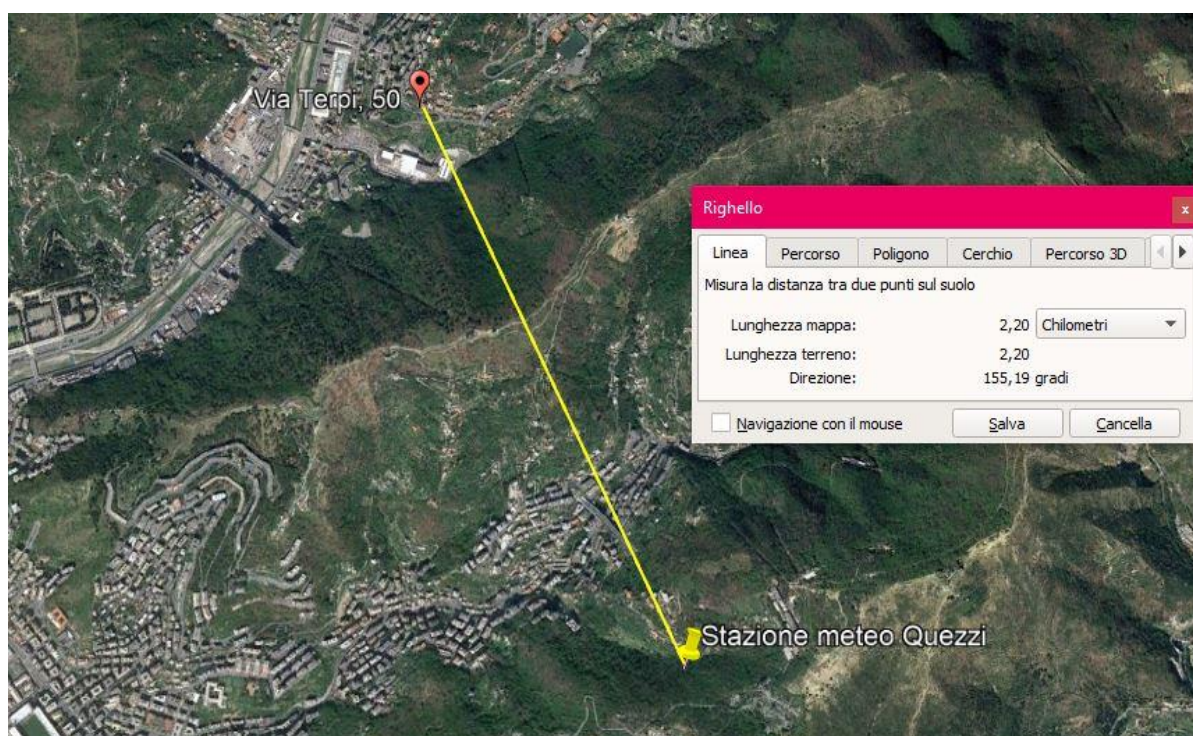 Via Terpi, 50
Righello
x
Linea Percorso Poligono Cerchio Percorso 3D
Misura la distanza tra due punti sul suolo
Lunghezza mappa: 2,20 Chilometri
Lunghezza terreno: 2,20
Direzione: 155,19 gradi
Navigazione con il mouse Salva Cancella
Stazione meteo Quezzi